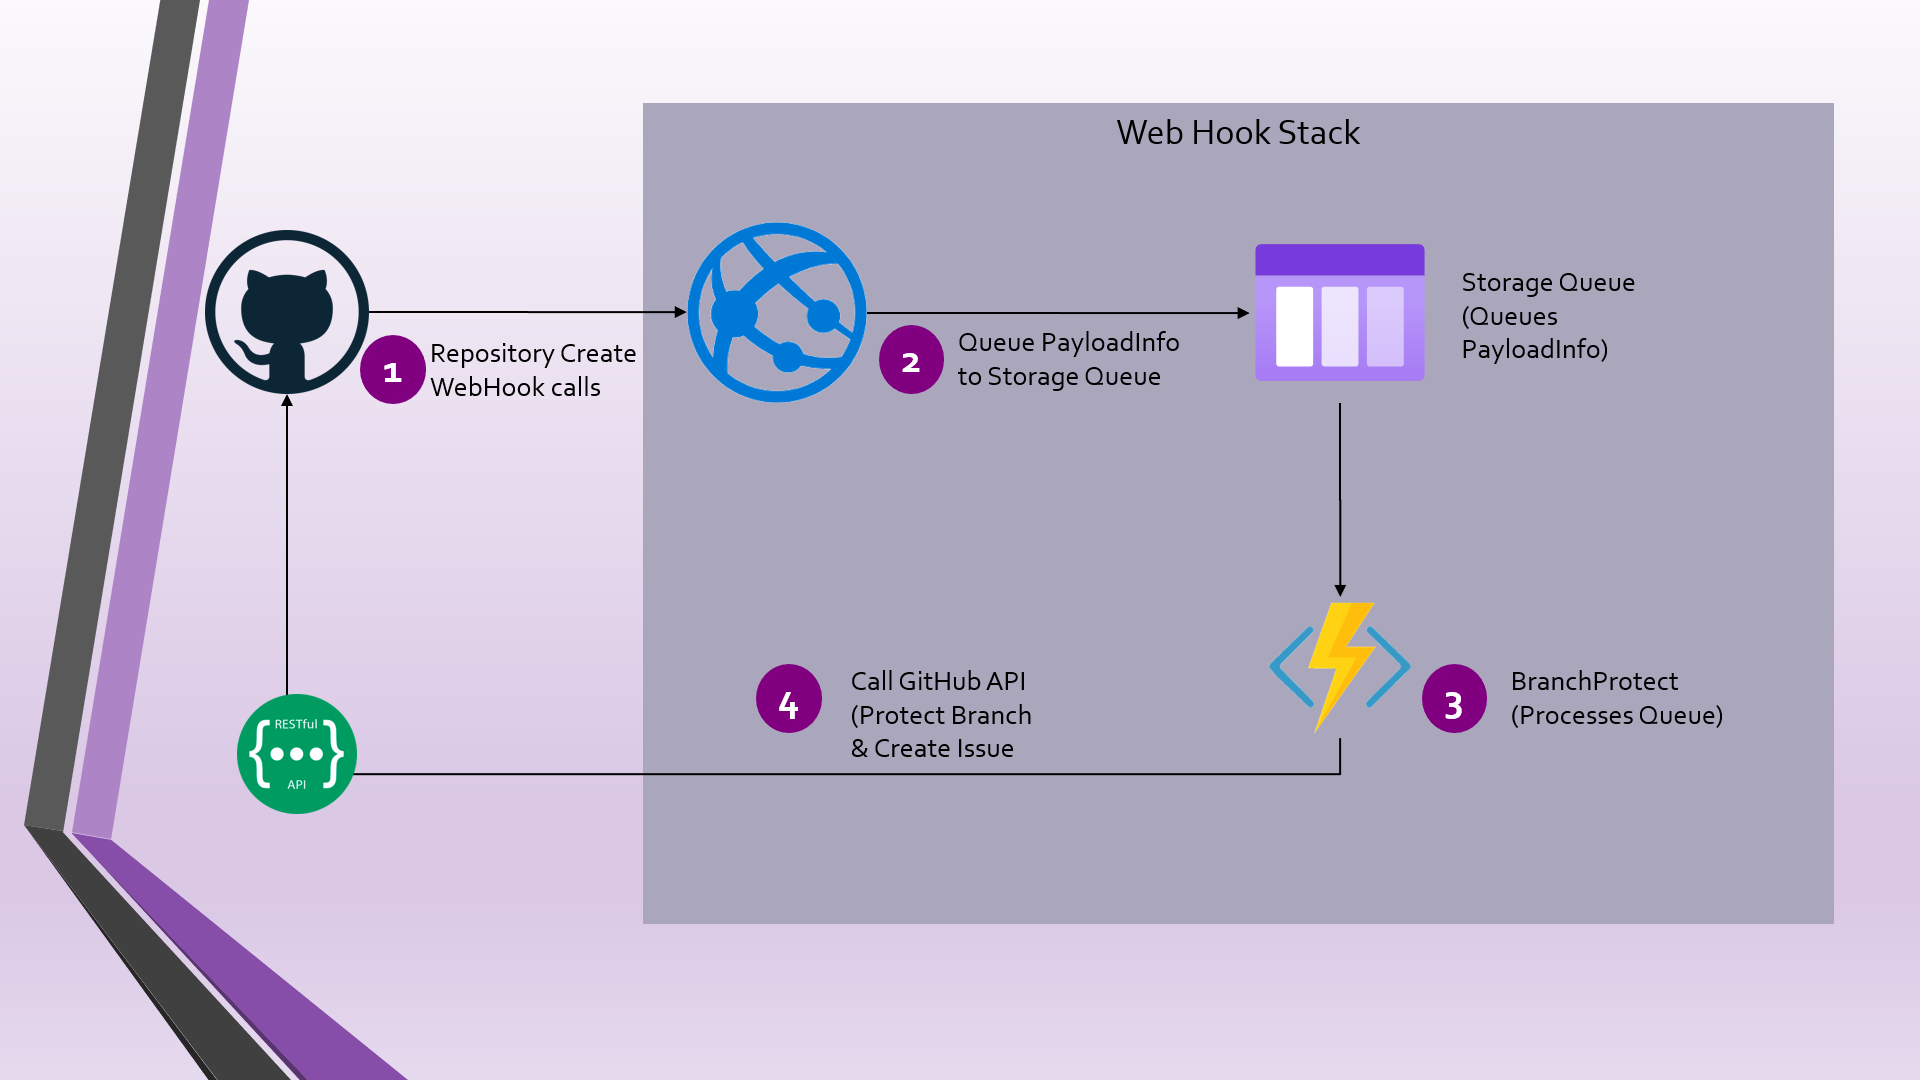 Web Hook Stack
1
Repository Create
WebHook calls
2
Queue PayloadInfo
to Storage Queue
Storage Queue
(Queues
PayloadInfo)
3
BranchProtect
(Processes Queue)
4
Call GitHub API
(Protect Branch
& Create Issue
RESTful
{...}
API